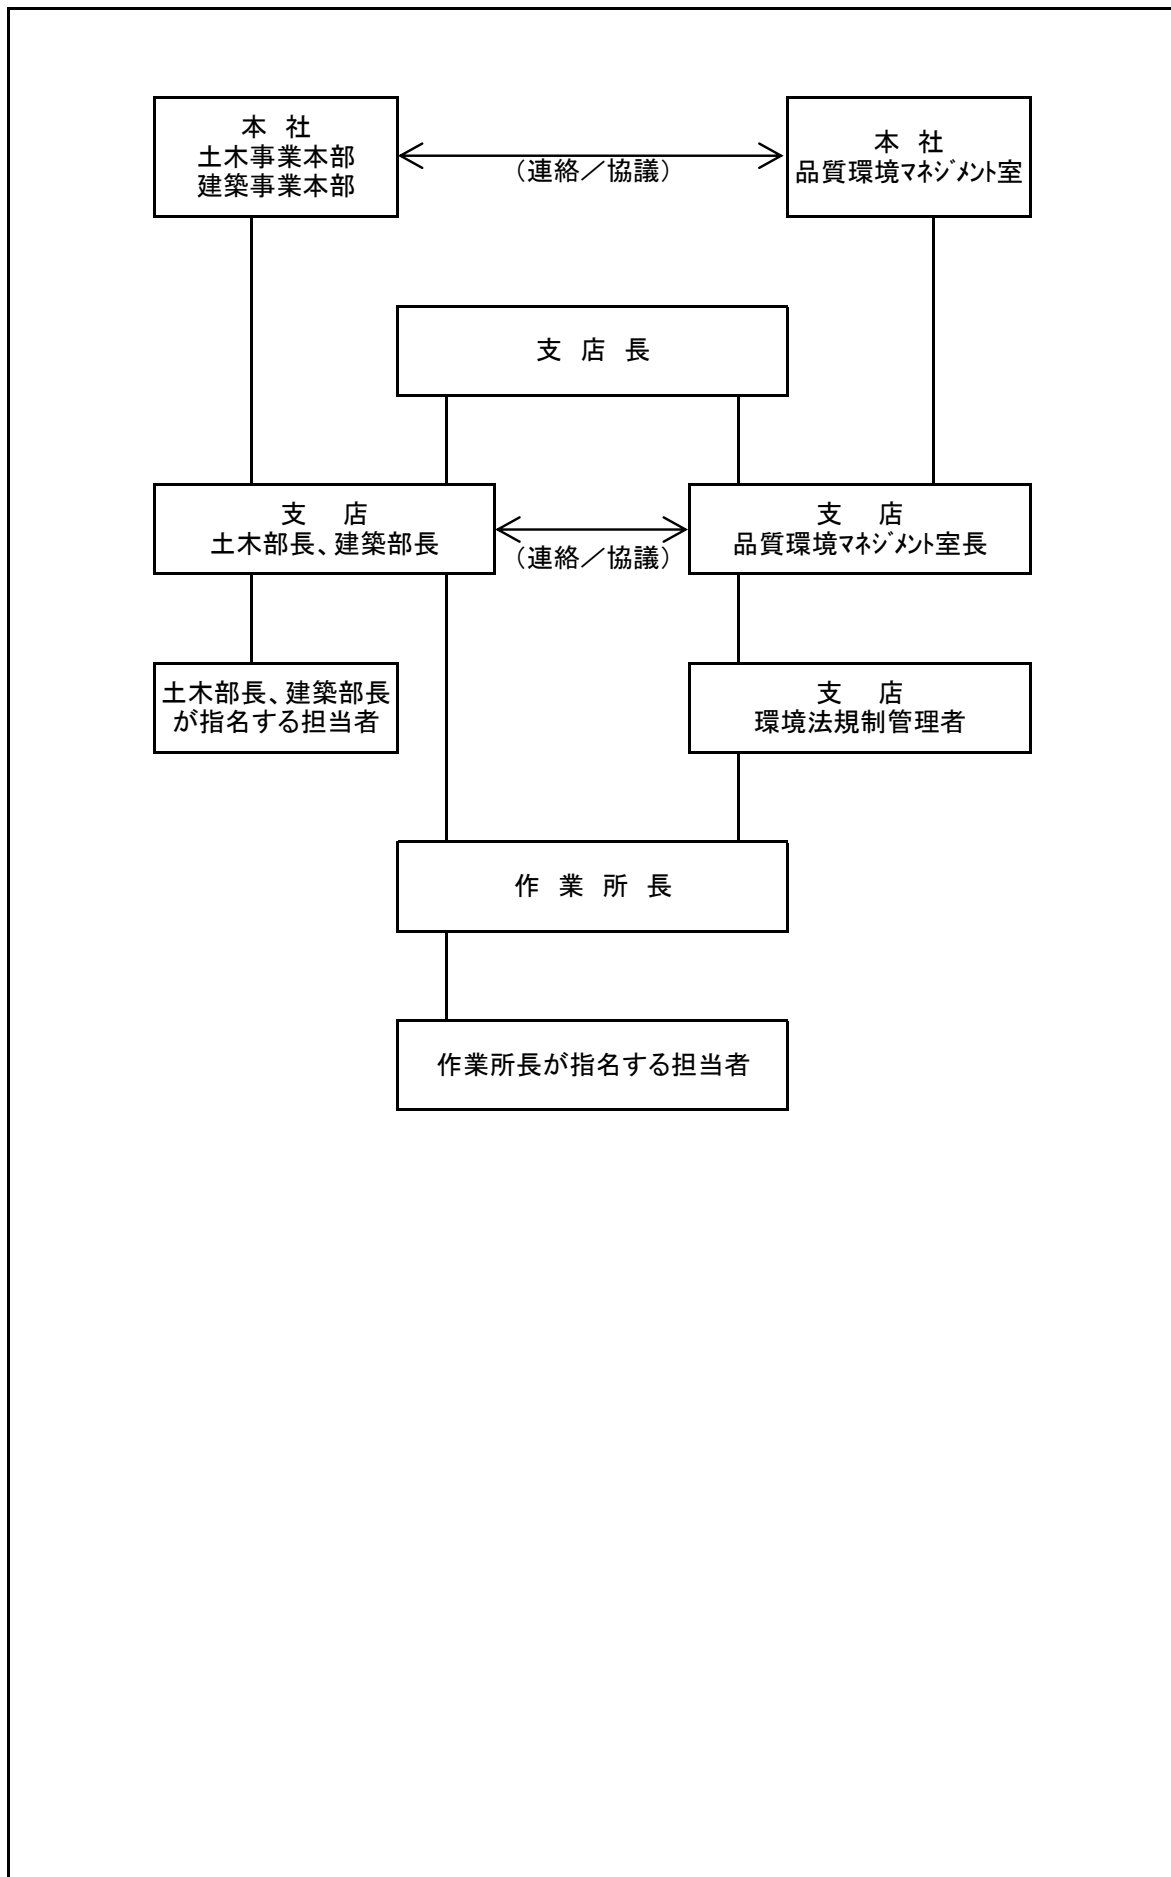 本 社
土木事業本部
建築事業本部
(連絡／協議)
本 社
品質環境ﾏﾈｼﾞﾒﾝﾄ室
支 店 長
支 店
土木部長、建築部長
(連絡／協議)
支 店
品質環境ﾏﾈｼﾞﾒﾝﾄ室長
土木部長、建築部長
が指名する担当者
支 店
環境法規制管理者
作 業 所 長
作業所長が指名する担当者